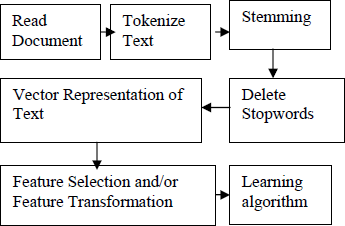 Read
Document
Tokenize
Text
Stemming
Delete
Stopwords
Vector Representation of
Text
Feature Selection and/or
Feature Transformation
Learning
algorithm